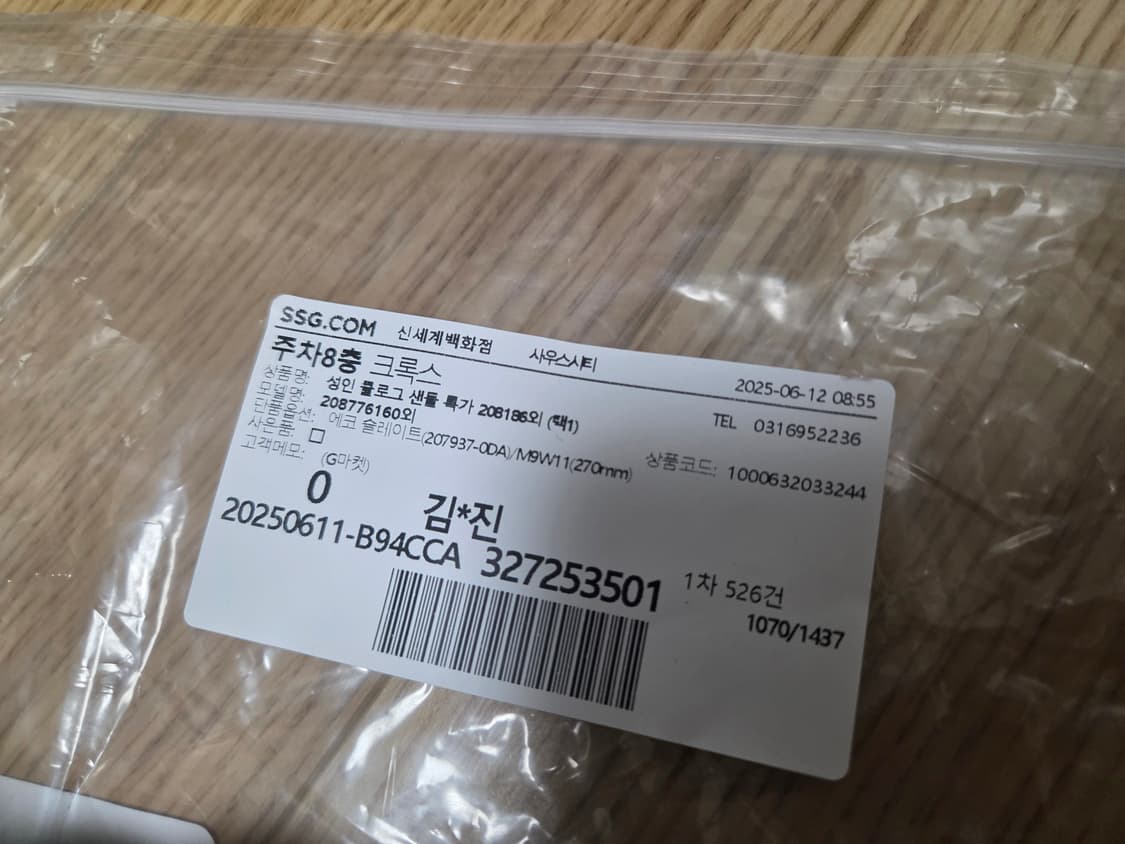 SSG.COM 신세계백화점 사우스시티 2025-06-12 08:55
주차8층 크록스 TEL 0316952236
상품명: 성인 플로그 샌들 특가 208186외 (택1)
모델명: 208776160외 상품코드: 1000632033244
단품옵션: 에코 슬레이트(207937-0DA)/M9W11(270mm)
사은품: □
고객메모: (G마켓)
0 김*진
20250611-B94CCA 327253501 1차 526건
1070/1437